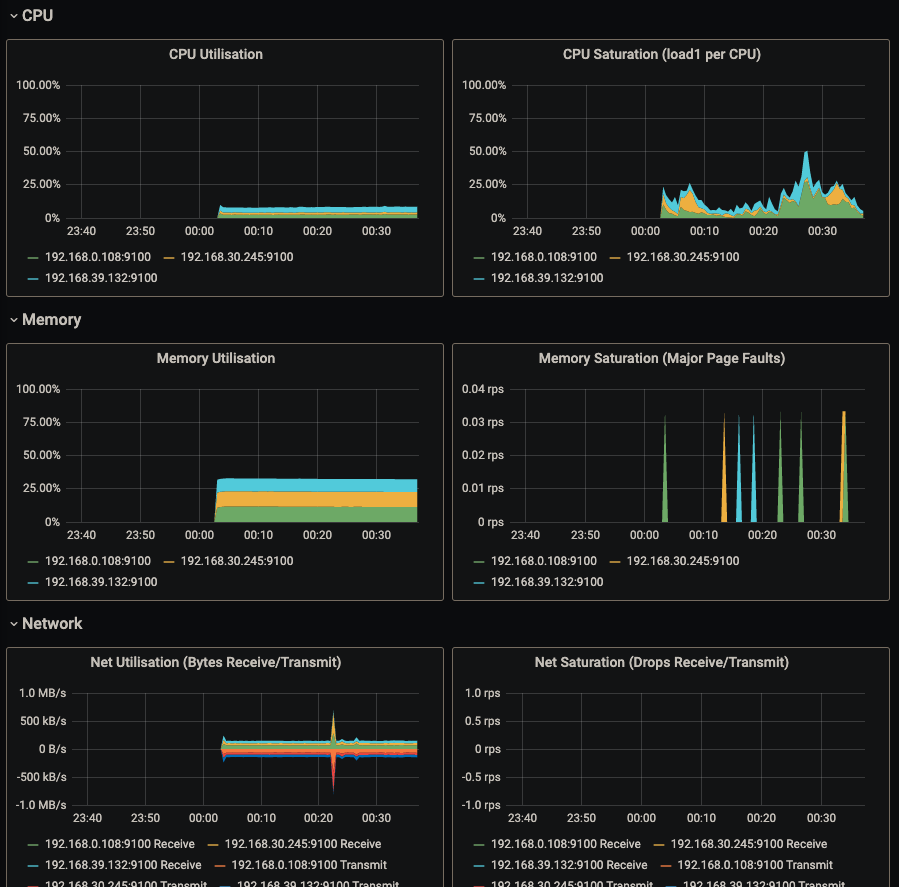 CPU
CPU Utilisation
100.00%
75.00%
50.00%
25.00%
0%
23:40 23:50 00:00 00:10 00:20 00:30
192.168.0.108:9100 192.168.30.245:9100
192.168.39.132:9100
CPU Saturation (load1 per CPU)
100.00%
75.00%
50.00%
25.00%
0%
23:40 23:50 00:00 00:10 00:20 00:30
192.168.0.108:9100 192.168.30.245:9100
192.168.39.132:9100
Memory
Memory Utilisation
100.00%
75.00%
50.00%
25.00%
0%
23:40 23:50 00:00 00:10 00:20 00:30
192.168.0.108:9100 192.168.30.245:9100
192.168.39.132:9100
Memory Saturation (Major Page Faults)
0.04 rps
0.03 rps
0.02 rps
0.01 rps
0 rps
23:40 23:50 00:00 00:10 00:20 00:30
192.168.0.108:9100 192.168.30.245:9100
192.168.39.132:9100
Network
Net Utilisation (Bytes Receive/Transmit)
1.0 MB/s
500 kB/s
0 B/s
-500 kB/s
-1.0 MB/s
23:40 23:50 00:00 00:10 00:20 00:30
192.168.0.108:9100 Receive 192.168.30.245:9100 Receive
192.168.39.132:9100 Receive 192.168.0.108:9100 Transmit
192.168.30.245:9100 Transmit 192.168.39.132:9100 Transmit
Net Saturation (Drops Receive/Transmit)
1.0 rps
0.5 rps
0 rps
-0.5 rps
-1.0 rps
23:40 23:50 00:00 00:10 00:20 00:30
192.168.0.108:9100 Receive 192.168.30.245:9100 Receive
192.168.39.132:9100 Receive 192.168.0.108:9100 Transmit
192.168.30.245:9100 Transmit 192.168.39.132:9100 Transmit